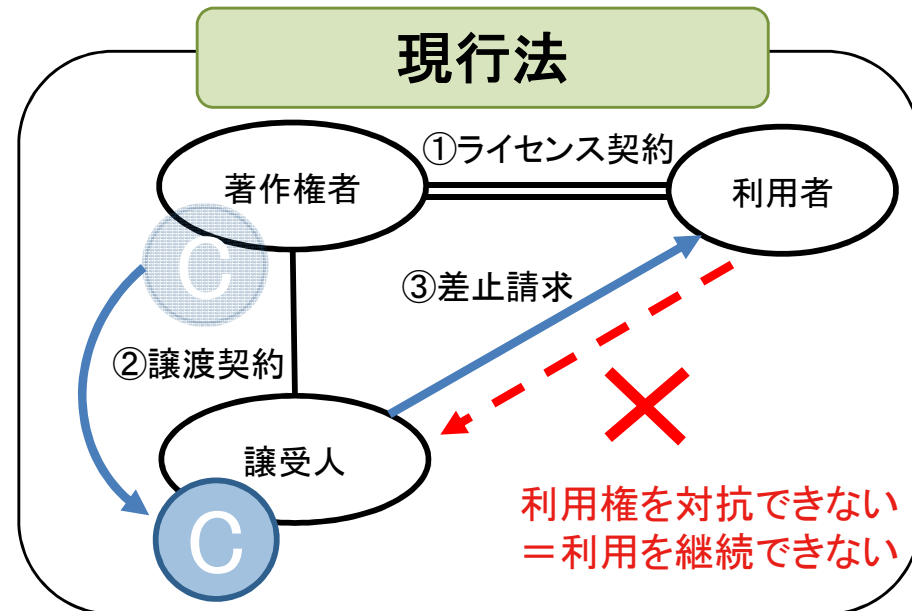 現行法
①ライセンス契約
著作権者
利用者
C
③差止請求
②譲渡契約
譲受人
C
利用権を対抗できない
＝利用を継続できない